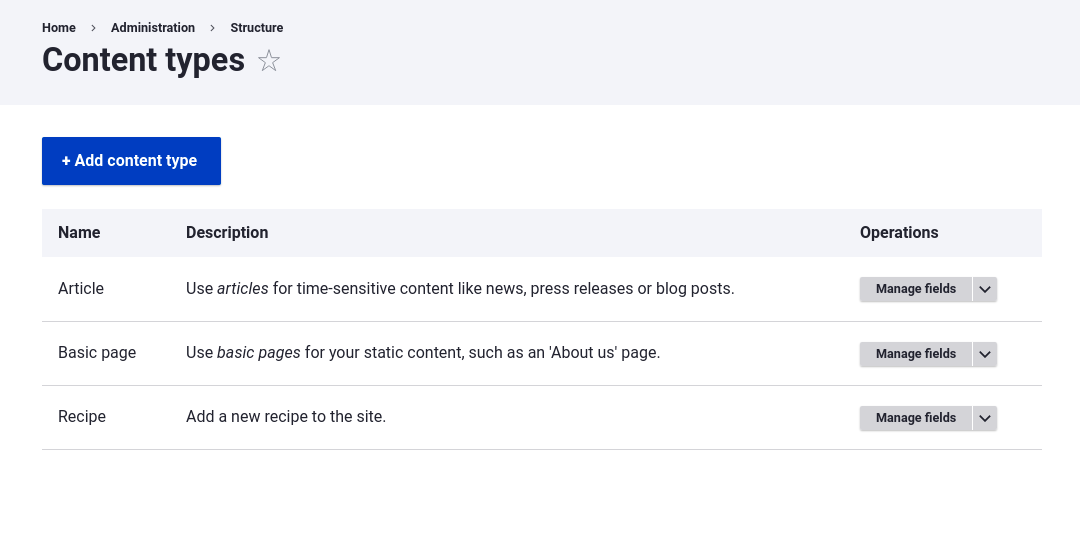 Home > Administration > Structure
Content types
+ Add content type
Name Description Operations
Article Use articles for time-sensitive content like news, press releases or blog posts. Manage fields
Basic page Use basic pages for your static content, such as an 'About us' page. Manage fields
Recipe Add a new recipe to the site. Manage fields